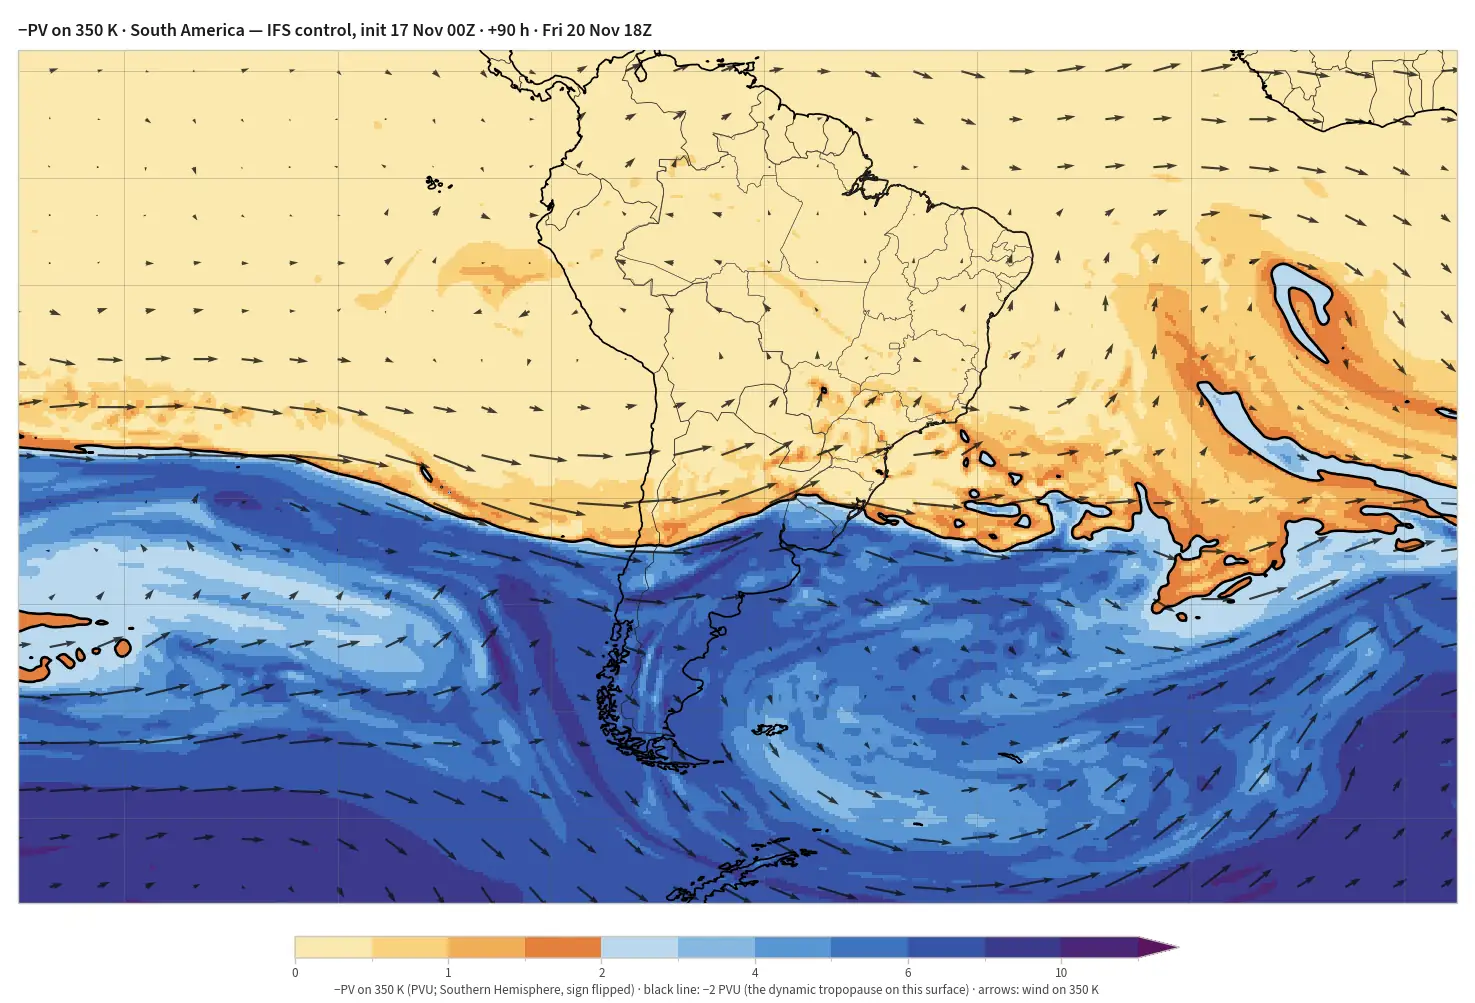 −PV on 350 K · South America — IFS control, init 17 Nov 00Z · +90 h · Fri 20 Nov 18Z
0 1 2 4 6 10
−PV on 350 K (PVU; Southern Hemisphere, sign flipped) · black line: −2 PVU (the dynamic tropopause on this surface) · arrows: wind on 350 K